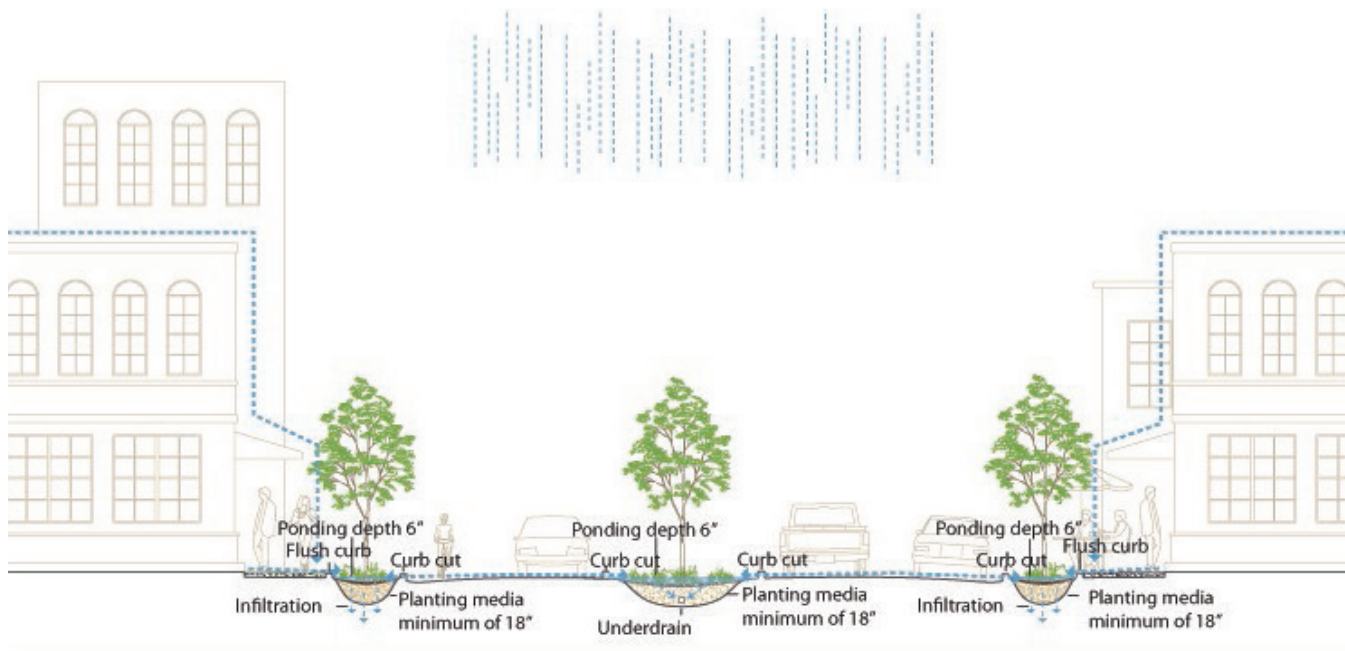 Ponding depth 6"
Flush curb
Curb cut
Infiltration
Planting media
minimum of 18"
Ponding depth 6"
Curb cut
Curb cut
Planting media
minimum of 18"
Underdrain
Ponding depth 6"
Curb cut
Flush curb
Infiltration
Planting media
minimum of 18"